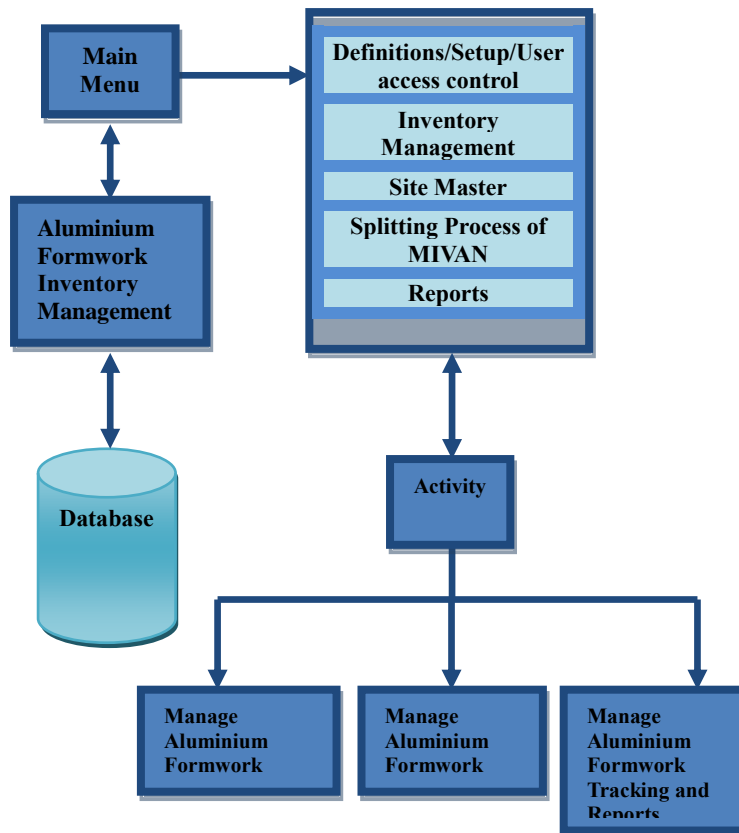 Main
Menu
Definitions/Setup/User
access control
Inventory
Management
Site Master
Splitting Process of
MIVAN
Reports
Aluminium
Formwork
Inventory
Management
Database
Activity
Manage
Aluminium
Formwork
Manage
Aluminium
Formwork
Manage
Aluminium
Formwork
Tracking and
Reports